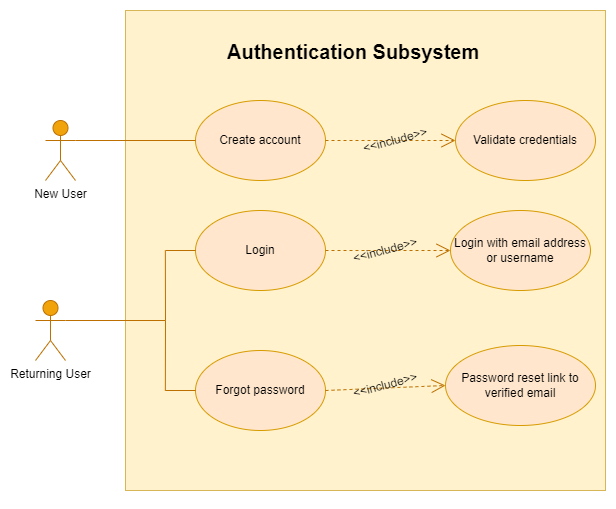 Authentication Subsystem
Create account
<<include>>
Validate credentials
New User
Login
<<include>>
Login with email address
or username
Returning User
Forgot password
<<include>>
Password reset link to
verified email